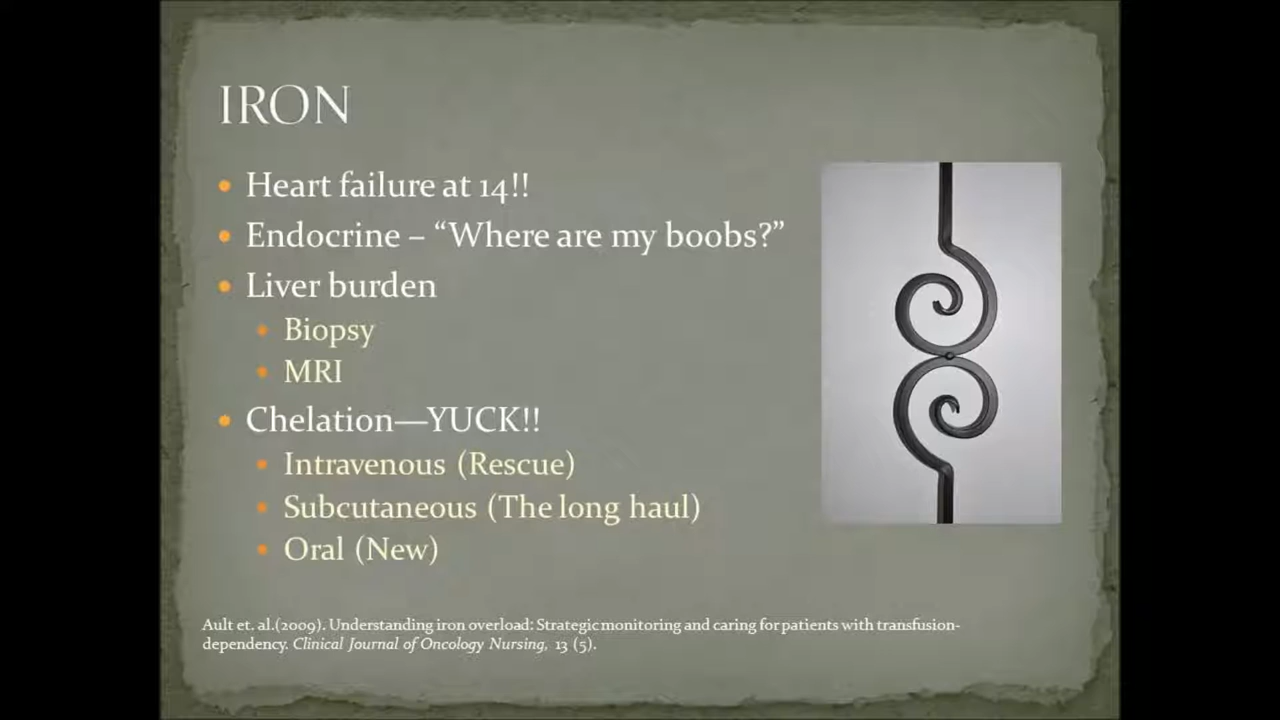 IRON
Heart failure at 14!!
Endocrine – “Where are my boobs?”
Liver burden
Biopsy
MRI
Chelation—YUCK!!
Intravenous (Rescue)
Subcutaneous (The long haul)
Oral (New)
Ault et. al.(2009). Understanding iron overload: Strategic monitoring and caring for patients with transfusion-
dependency. Clinical Journal of Oncology Nursing, 13 (5).